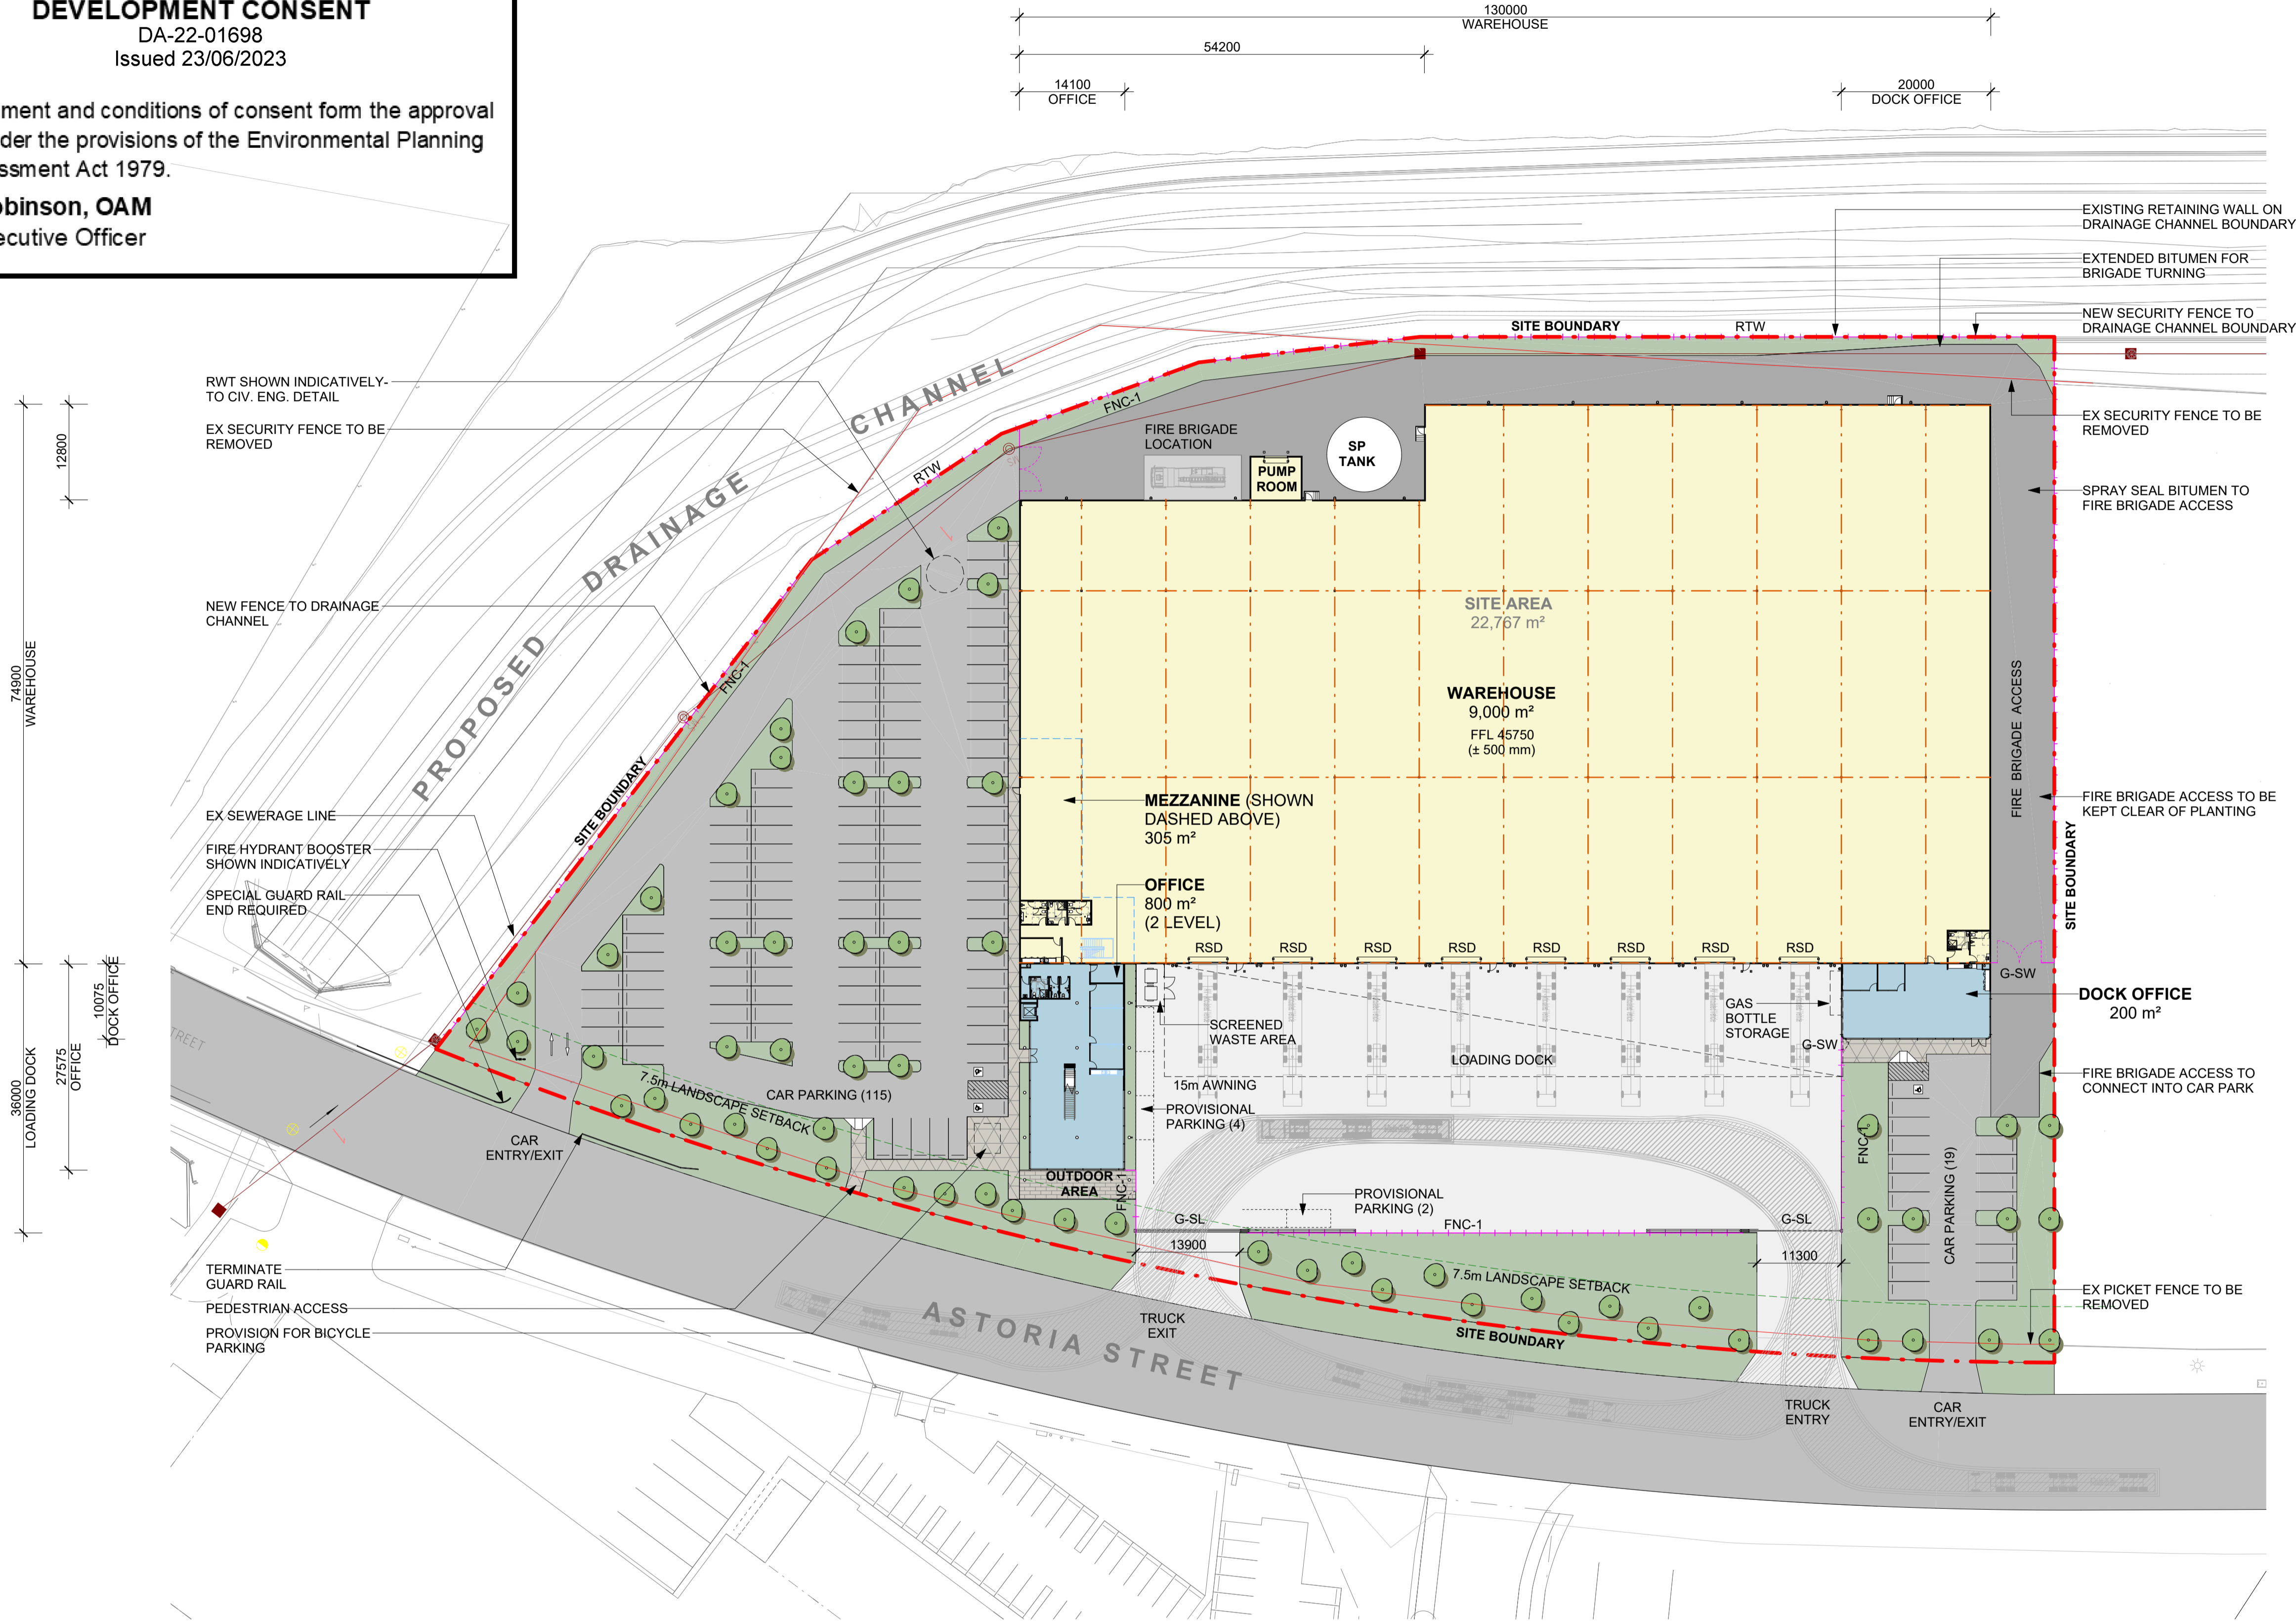 DEVELOPMENT CONSENT
DA-22-01698
Issued 23/06/2023
and conditions of consent form the approval
the provisions of the Environmental Planning
Act 1979.
OAM
Officer
130000
WAREHOUSE
54200
14100
OFFICE
20000
DOCK OFFICE
EXISTING RETAINING WALL ON
DRAINAGE CHANNEL BOUNDARY
EXTENDED BITUMEN FOR
BRIGADE TURNING
NEW SECURITY FENCE TO
DRAINAGE CHANNEL BOUNDARY
SITE BOUNDARY
RTW
RWT SHOWN INDICATIVELY-
TO CIV. ENG. DETAIL
EX SECURITY FENCE TO BE
REMOVED
PROPOSED DRAINAGE CHANNEL
FNC-1
RTW
FIRE BRIGADE
LOCATION
PUMP
ROOM
SP
TANK
EX SECURITY FENCE TO BE
REMOVED
SPRAY SEAL BITUMEN TO
FIRE BRIGADE ACCESS
12800
74900
WAREHOUSE
NEW FENCE TO DRAINAGE
CHANNEL
FNC-1
SITE BOUNDARY
SITE AREA
22,767 m²
WAREHOUSE
9,000 m²
FFL 45750
(± 500 mm)
MEZZANINE (SHOWN
DASHED ABOVE)
305 m²
OFFICE
800 m²
(2 LEVEL)
FIRE BRIGADE ACCESS
FIRE BRIGADE ACCESS TO BE
KEPT CLEAR OF PLANTING
SITE BOUNDARY
EX SEWERAGE LINE
FIRE HYDRANT BOOSTER
SHOWN INDICATIVELY
SPECIAL GUARD RAIL
END REQUIRED
RSD
RSD
RSD
RSD
RSD
RSD
RSD
RSD
G-SW
DOCK OFFICE
200 m²
10075
DOCK OFFICE
27575
OFFICE
36000
LOADING DOCK
STREET
SCREENED
WASTE AREA
GAS
BOTTLE
STORAGE
G-SW
LOADING DOCK
15m AWNING
PROVISIONAL
PARKING (4)
FIRE BRIGADE ACCESS TO
CONNECT INTO CAR PARK
7.5m LANDSCAPE SETBACK
CAR PARKING (115)
CAR
ENTRY/EXIT
OUTDOOR
AREA
FNC-1
PROVISIONAL
PARKING (2)
G-SL
FNC-1
G-SL
13900
11300
FNC-1
CAR PARKING (19)
7.5m LANDSCAPE SETBACK
SITE BOUNDARY
EX PICKET FENCE TO BE
REMOVED
TERMINATE
GUARD RAIL
PEDESTRIAN ACCESS
PROVISION FOR BICYCLE
PARKING
ASTORIA STREET
TRUCK
EXIT
TRUCK
ENTRY
CAR
ENTRY/EXIT